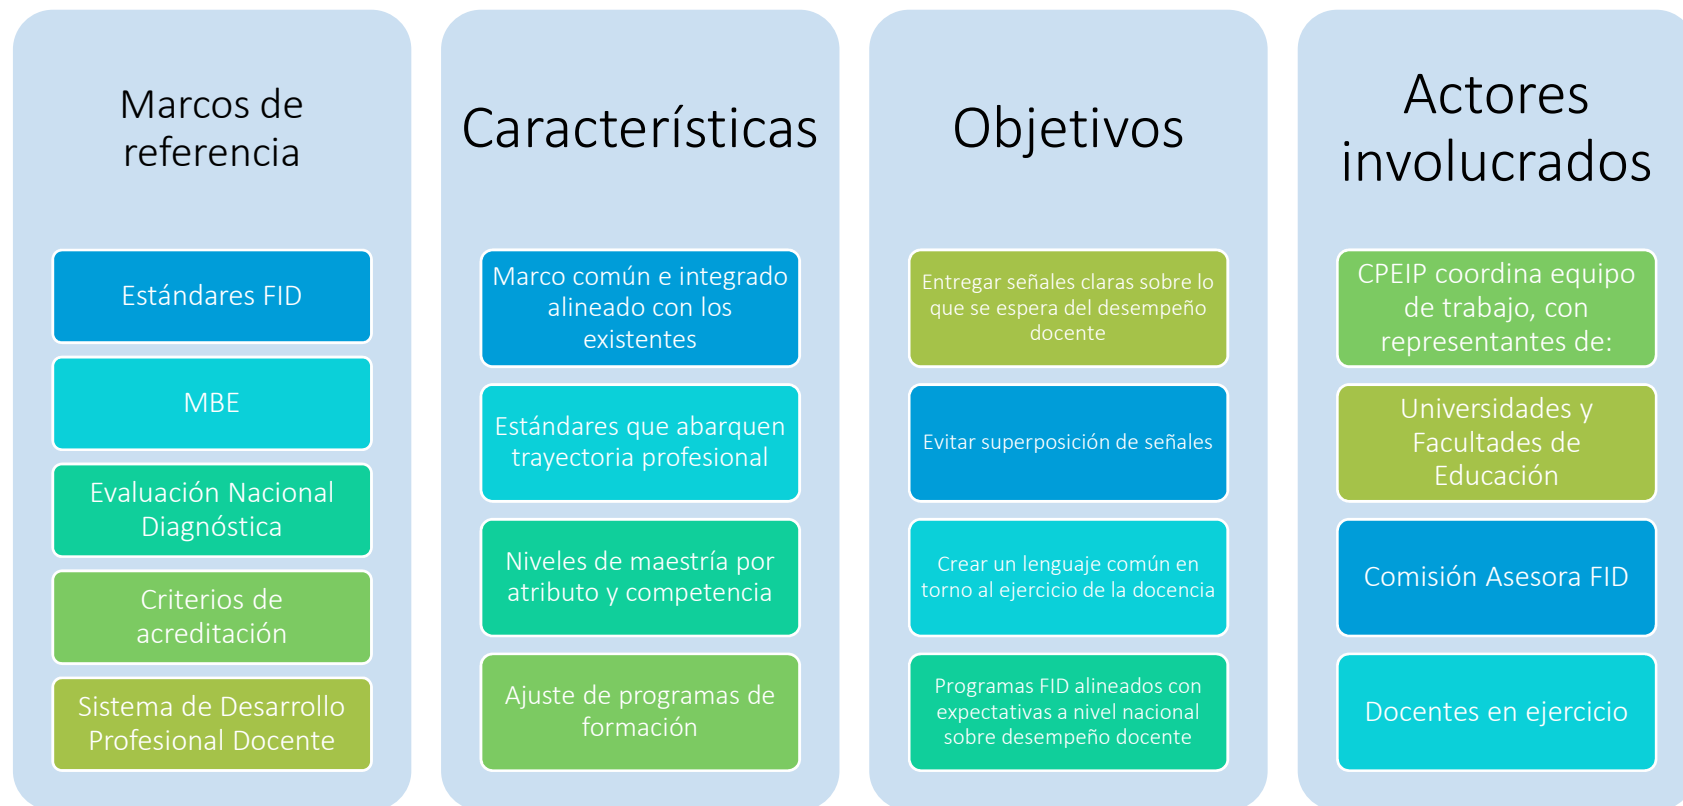 Marcos de
referencia
Estándares FID
MBE
Evaluación Nacional
Diagnóstica
Criterios de
acreditación
Sistema de Desarrollo
Profesional Docente
Características
Marco común e integrado
alineado con los
existentes
Estándares que abarquen
trayectoria profesional
Niveles de maestría por
atributo y competencia
Ajuste de programas de
formación
Objetivos
Entregar señales claras sobre lo
que se espera del desempeño
docente
Evitar superposición de señales
Crear un lenguaje común en
torno al ejercicio de la docencia
Programas FID alineados con
expectativas a nivel nacional
sobre desempeño docente
Actores
involucrados
CPEIP coordina equipo
de trabajo, con
representantes de:
Universidades y
Facultades de
Educación
Comisión Asesora FID
Docentes en ejercicio